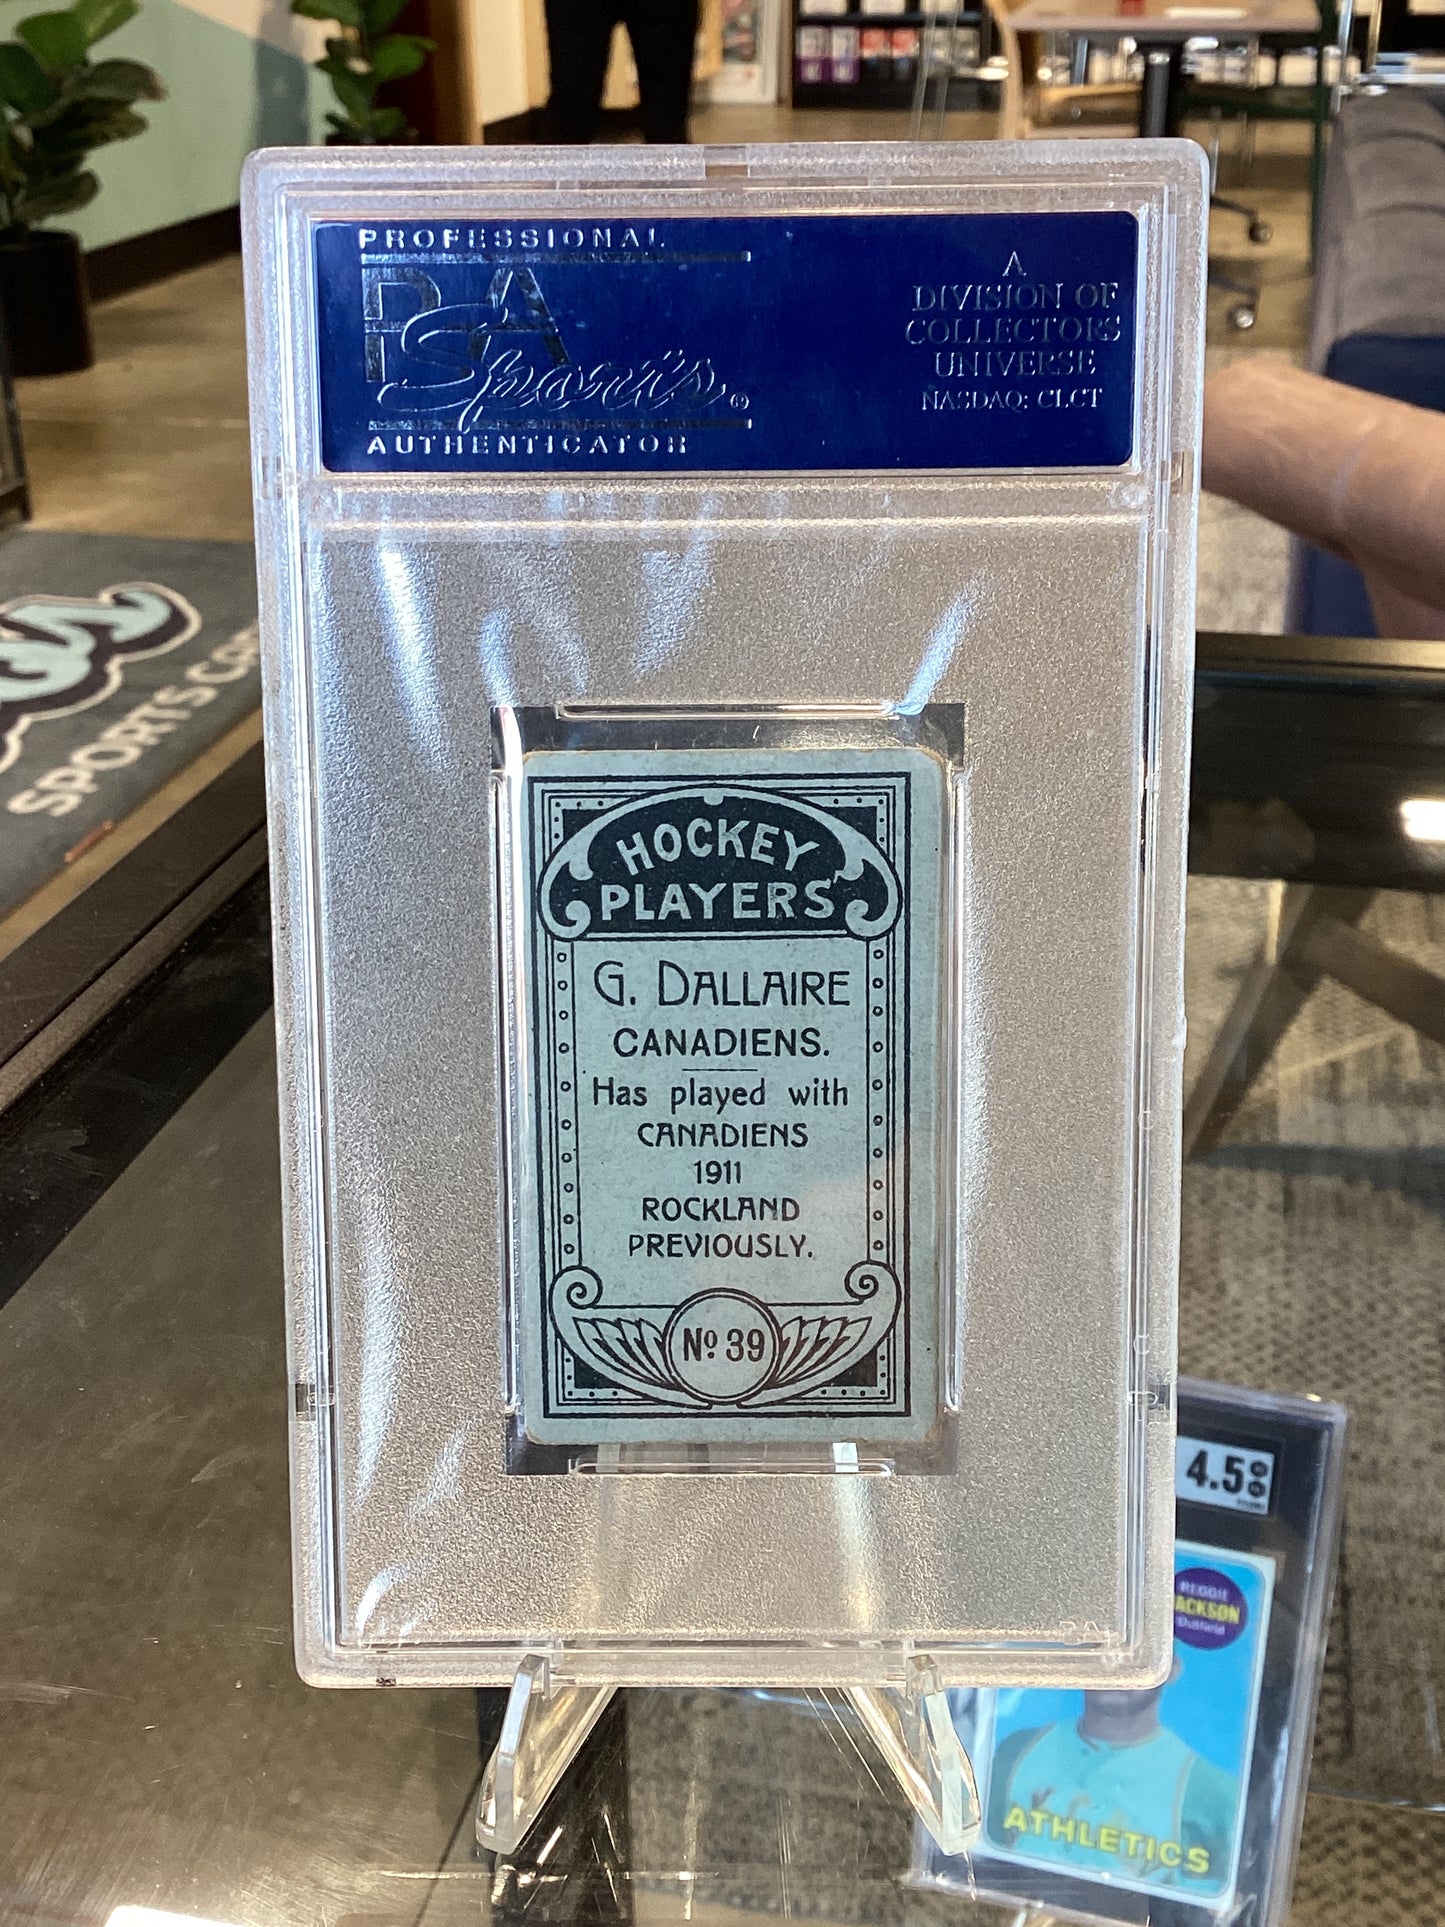 PROFESSIONAL
PSA
Sports®
AUTHENTICATOR
A
DIVISION OF
COLLECTORS
UNIVERSE
NASDAQ: CLCT
SPORTS
HOCKEY
PLAYERS
G. DALLAIRE
CANADIENS.
Has played with
CANADIENS
1911
ROCKLAND
PREVIOUSLY.
Nº 39
4.5
REGGIE
JACKSON
Outfield
ATHLETICS